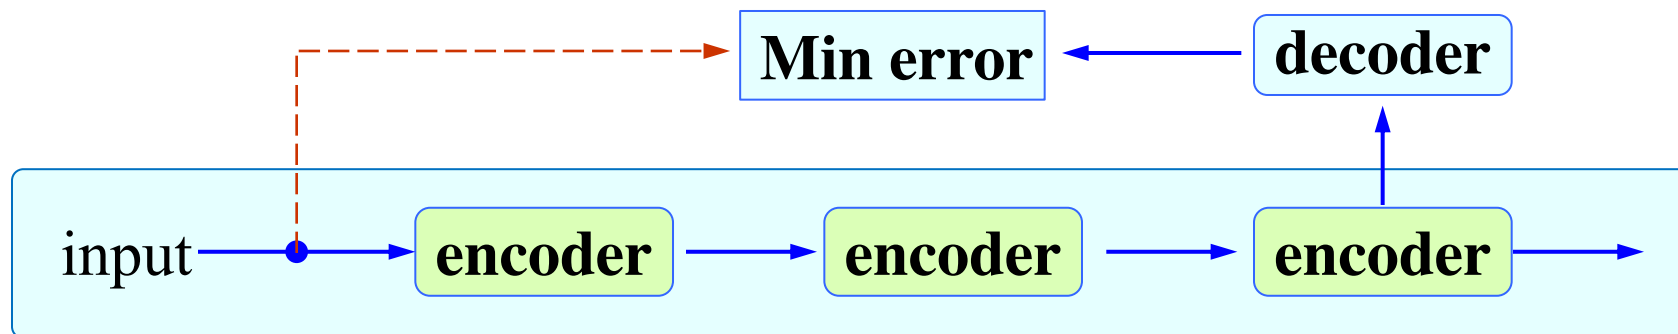 Min error
decoder
input
encoder
encoder
encoder